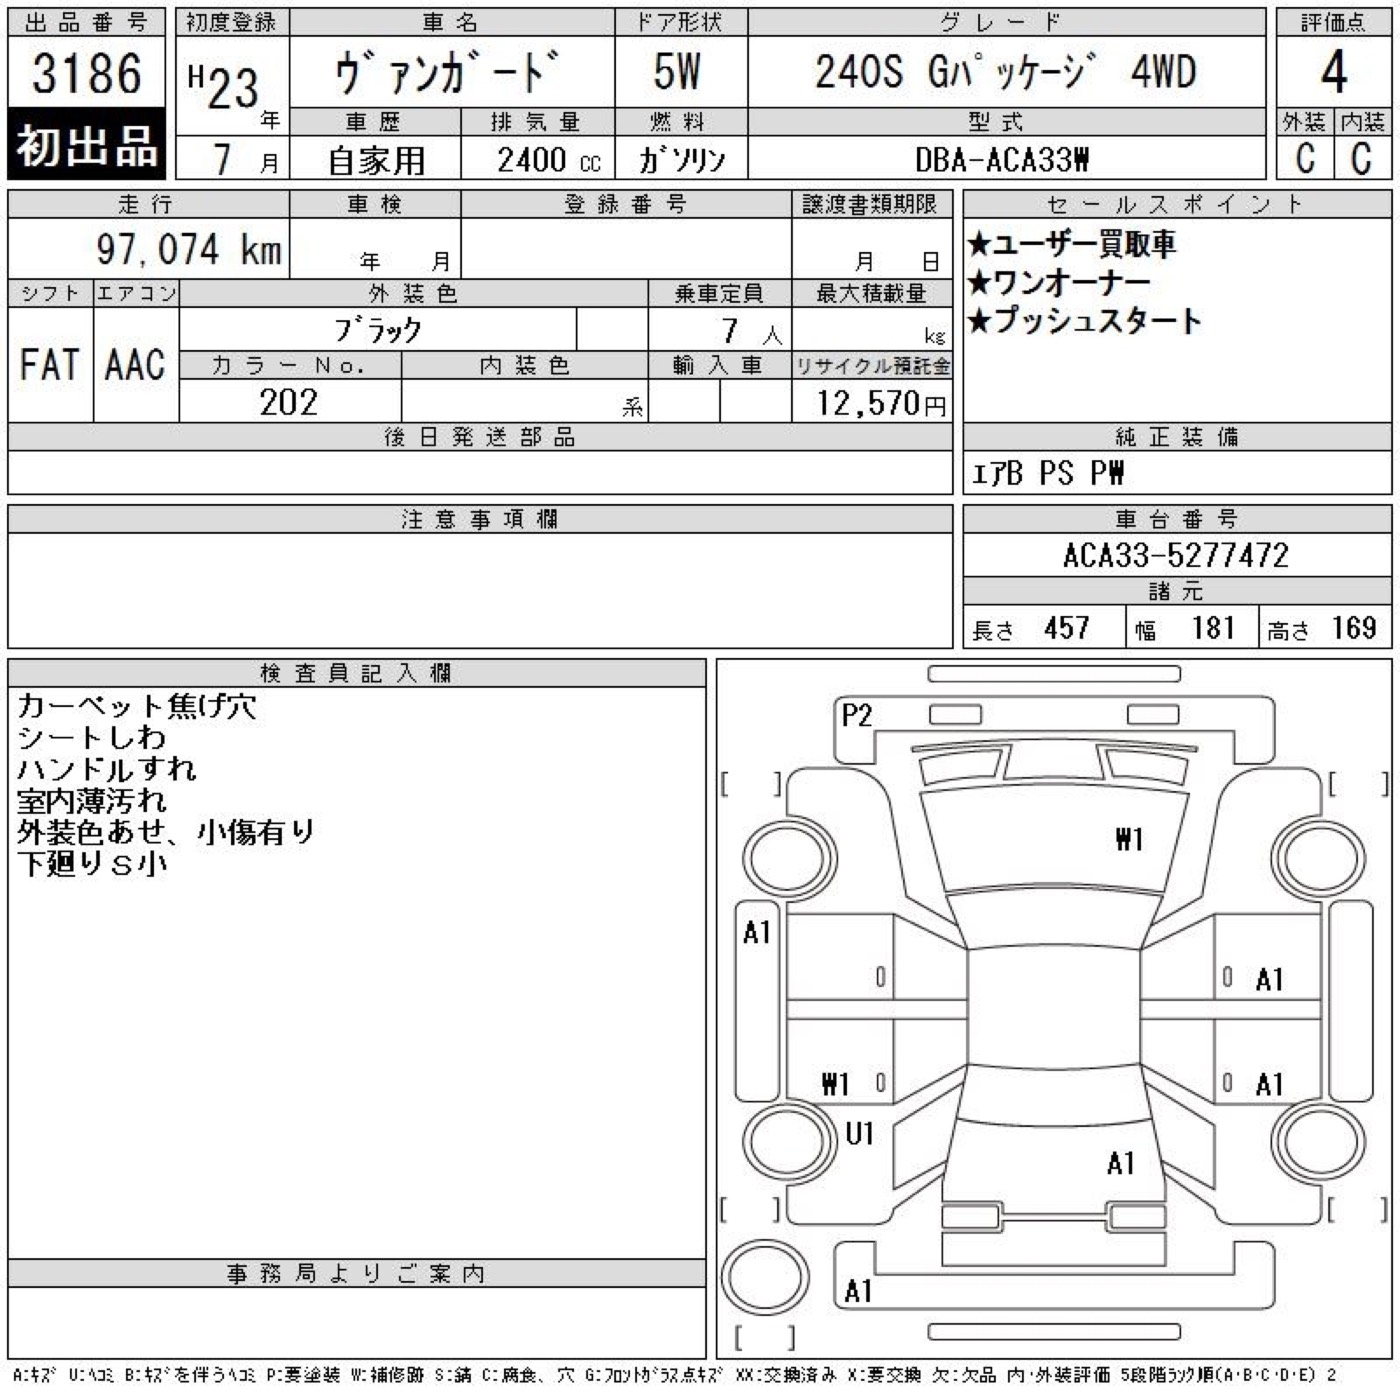 出品番号 初度登録 車名 ドア形状 グレード 評価点
3186 H23年 ヴァンガード 5W 240S Gパッケージ 4WD 4
初出品 車歴 排気量 燃料 型式 外装 内装
7月 自家用 2400cc ガソリン DBA-ACA33W C C
走行 車検 登録番号 譲渡書類期限 セールスポイント
97,074 km 年 月 月 日
★ユーザー買取車
★ワンオーナー
★プッシュスタート
シフト エアコン 外装色 乗車定員 最大積載量
FAT AAC ブラック 7人 kg
カラーNo. 内装色 輸入車 リサイクル預託金
202 系 12,570円
後日発送部品 純正装備
エアB PS PW
注意事項欄 車台番号
ACA33-5277472
諸元
長さ 457 幅 181 高さ 169
検査員記入欄
カーペット焦げ穴
シートしわ
ハンドルすれ
室内薄汚れ
外装色あせ、小傷有り
下廻りS小
P2
[ ] [ ]
W1
A1
A1
W1 A1
U1
A1
[ ] [ ]
A1
[ ]
事務局よりご案内
A:キズ U:ヘコミ B:キズを伴うヘコミ P:要塗装 W:補修跡 S:錆 C:腐食、穴 G:フロントガラス点キズ XX:交換済み X:要交換 欠:欠品 内・外装評価 5段階ランク順(A・B・C・D・E) 2